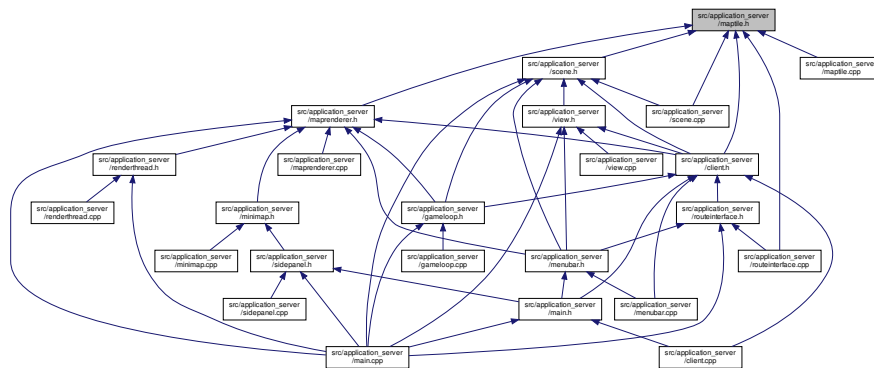 src/application_server
/maptile.h
src/application_server
/scene.h
src/application_server
/maptile.cpp
src/application_server
/maprenderer.h
src/application_server
/view.h
src/application_server
/scene.cpp
src/application_server
/renderthread.h
src/application_server
/maprenderer.cpp
src/application_server
/view.cpp
src/application_server
/client.h
src/application_server
/renderthread.cpp
src/application_server
/minimap.h
src/application_server
/gameloop.h
src/application_server
/routeinterface.h
src/application_server
/minimap.cpp
src/application_server
/sidepanel.h
src/application_server
/gameloop.cpp
src/application_server
/menubar.h
src/application_server
/routeinterface.cpp
src/application_server
/sidepanel.cpp
src/application_server
/main.h
src/application_server
/menubar.cpp
src/application_server
/main.cpp
src/application_server
/client.cpp